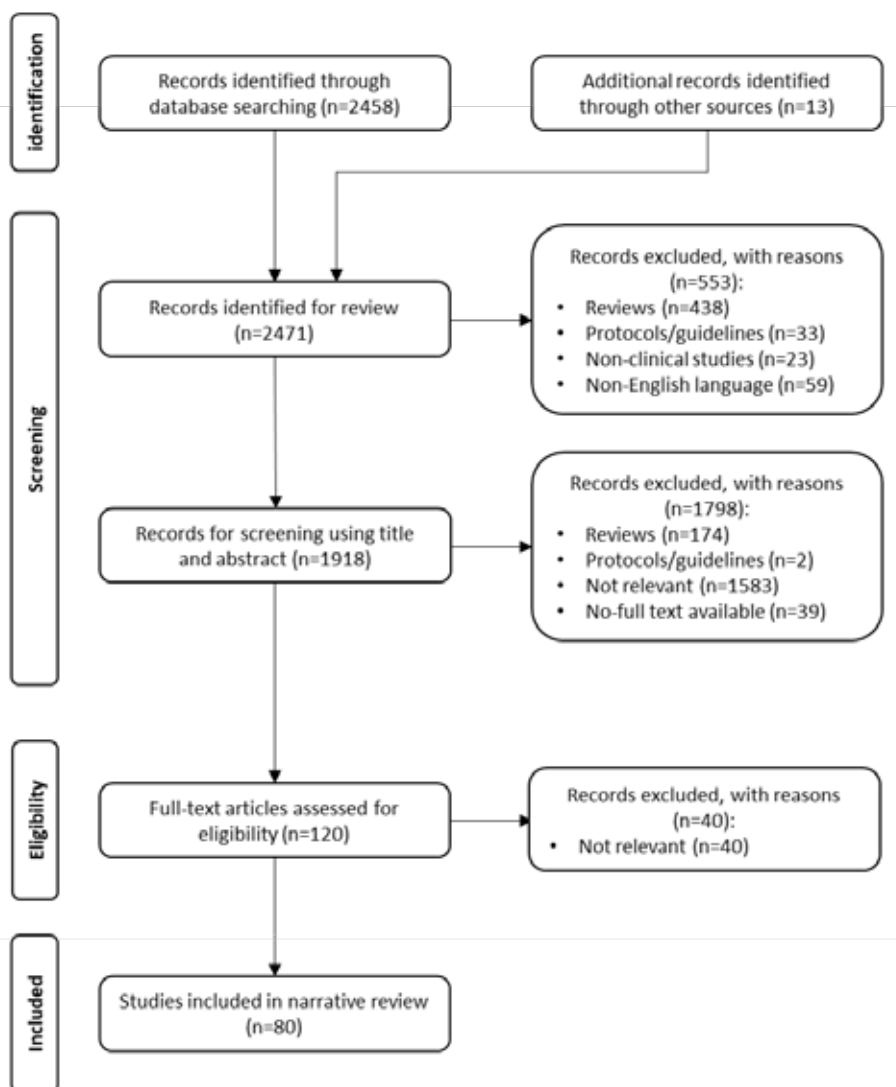 identification
Records identified through
database searching (n=2458)
Additional records identified
through other sources (n=13)
Screening
Records identified for review
(n=2471)
Records excluded, with reasons
(n=553):
• Reviews (n=438)
• Protocols/guidelines (n=33)
• Non-clinical studies (n=23)
• Non-English language (n=59)
Records for screening using title
and abstract (n=1918)
Records excluded, with reasons
(n=1798):
• Reviews (n=174)
• Protocols/guidelines (n=2)
• Not relevant (n=1583)
• No-full text available (n=39)
Eligibility
Full-text articles assessed for
eligibility (n=120)
Records excluded, with reasons
(n=40):
• Not relevant (n=40)
Included
Studies included in narrative review
(n=80)